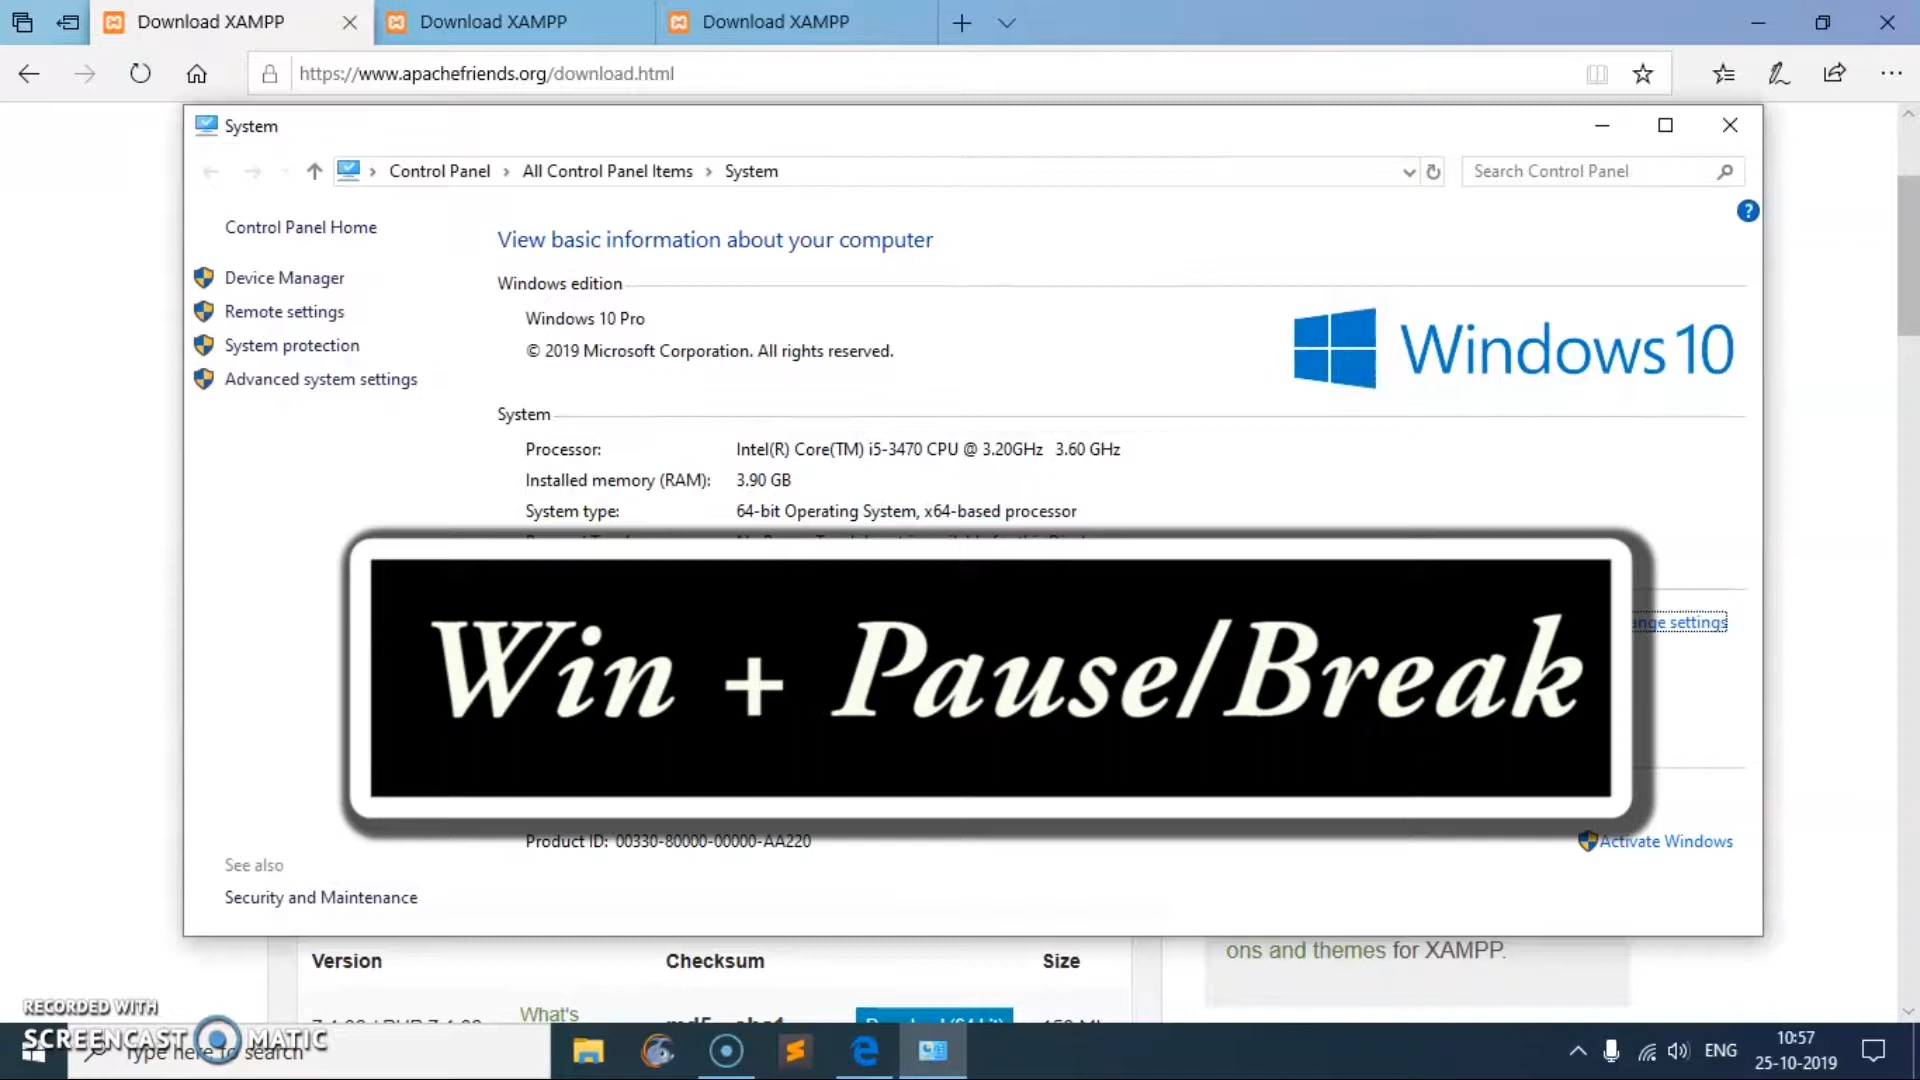 Download XAMPP
Download XAMPP
Download XAMPP
https://www.apachefriends.org/download.html
System
Control Panel > All Control Panel Items > System
Search Control Panel
?
Control Panel Home
Device Manager
Remote settings
System protection
Advanced system settings
View basic information about your computer
Windows edition
Windows 10 Pro
© 2019 Microsoft Corporation. All rights reserved.
Windows 10
System
Processor: Intel(R) Core(TM) i5-3470 CPU @ 3.20GHz 3.60 GHz
Installed memory (RAM): 3.90 GB
System type: 64-bit Operating System, x64-based processor
settings
Win + Pause/Break
Product ID: 00330-80000-00000-AA220
Activate Windows
See also
Security and Maintenance
ons and themes for XAMPP.
Version Checksum Size
What's
RECORDED WITH
SCREENCAST MATIC
Type here to search
ENG
10:57
25-10-2019